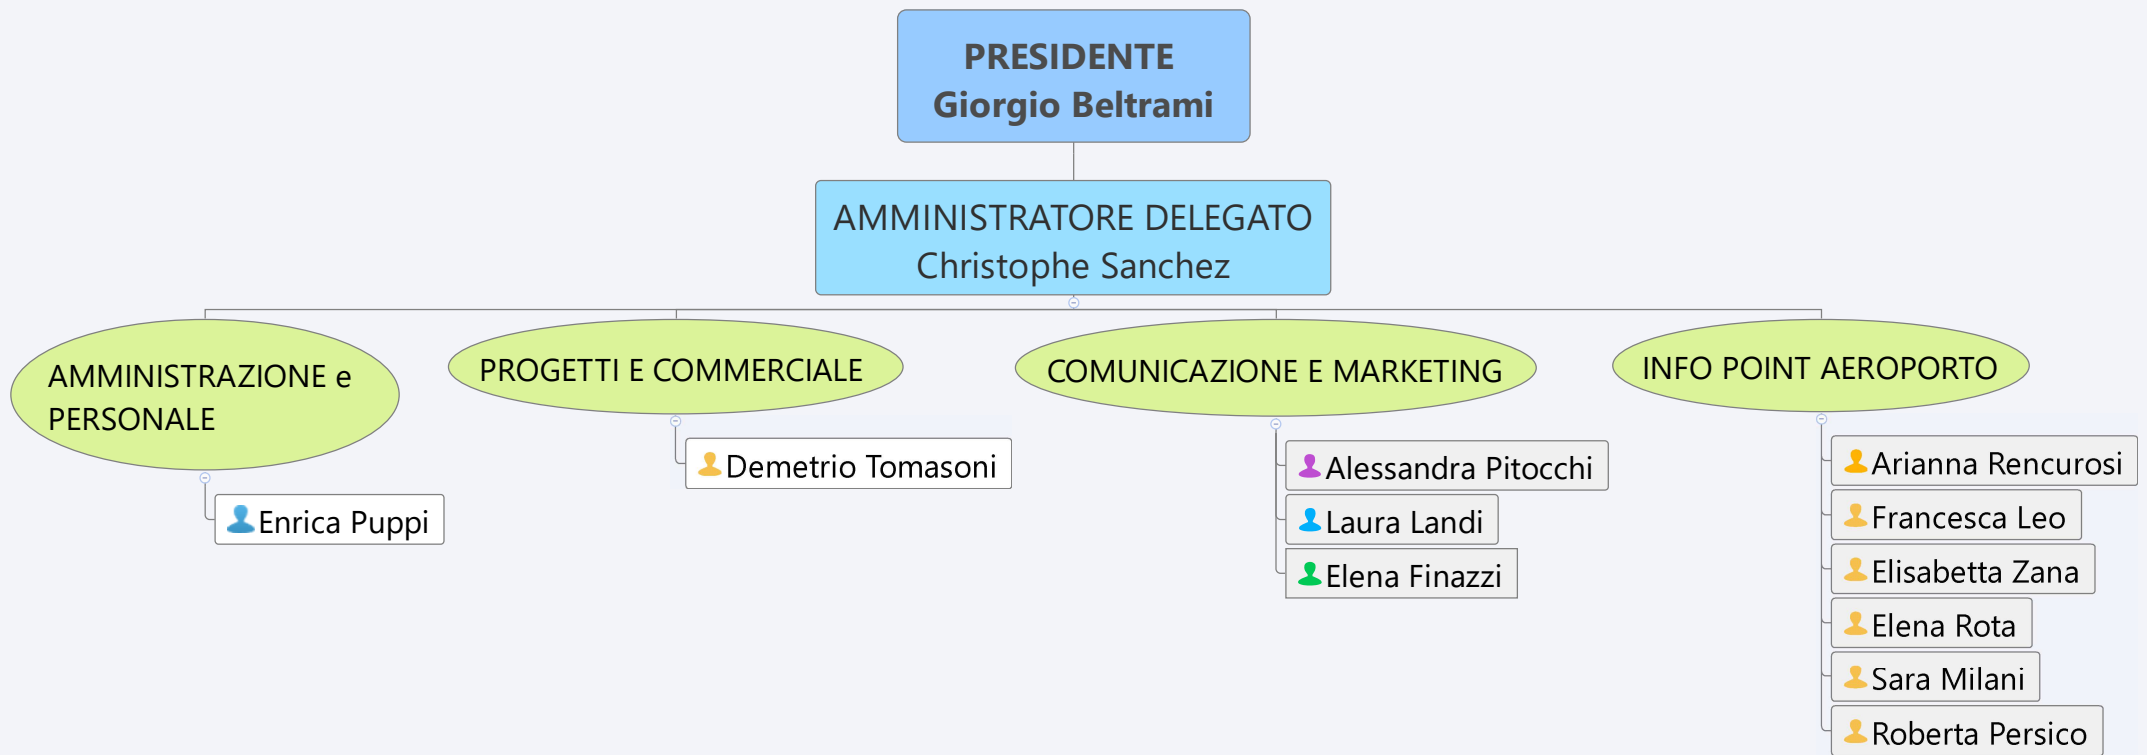 PRESIDENTE
Giorgio Beltrami
AMMINISTRATORE DELEGATO
Christophe Sanchez
AMMINISTRAZIONE e
PERSONALE
Enrica Puppi
PROGETTI E COMMERCIALE
Demetrio Tomasoni
COMUNICAZIONE E MARKETING
Alessandra Pitocchi
Laura Landi
Elena Finazzi
INFO POINT AEROPORTO
Arianna Rencurosi
Francesca Leo
Elisabetta Zana
Elena Rota
Sara Milani
Roberta Persico